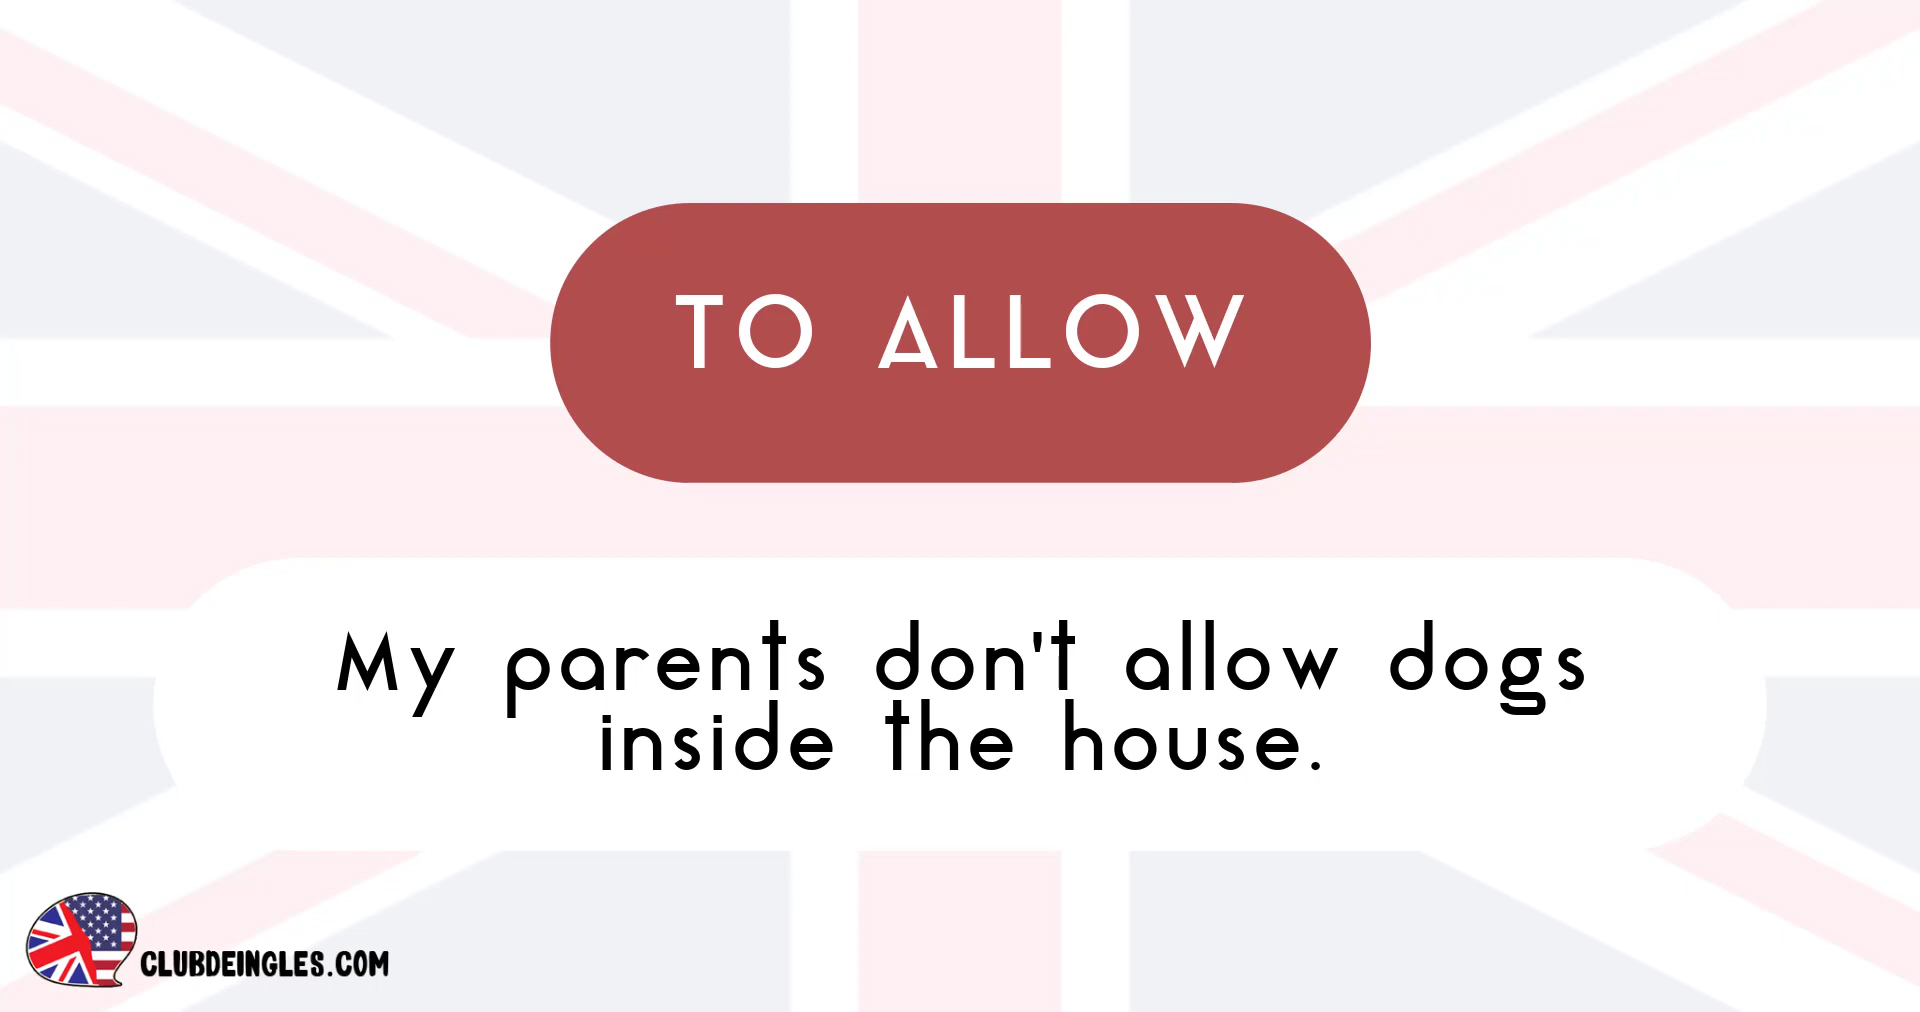 TO ALLOW
My parents don't allow dogs
inside the house.
CLUBDEINGLES.COM